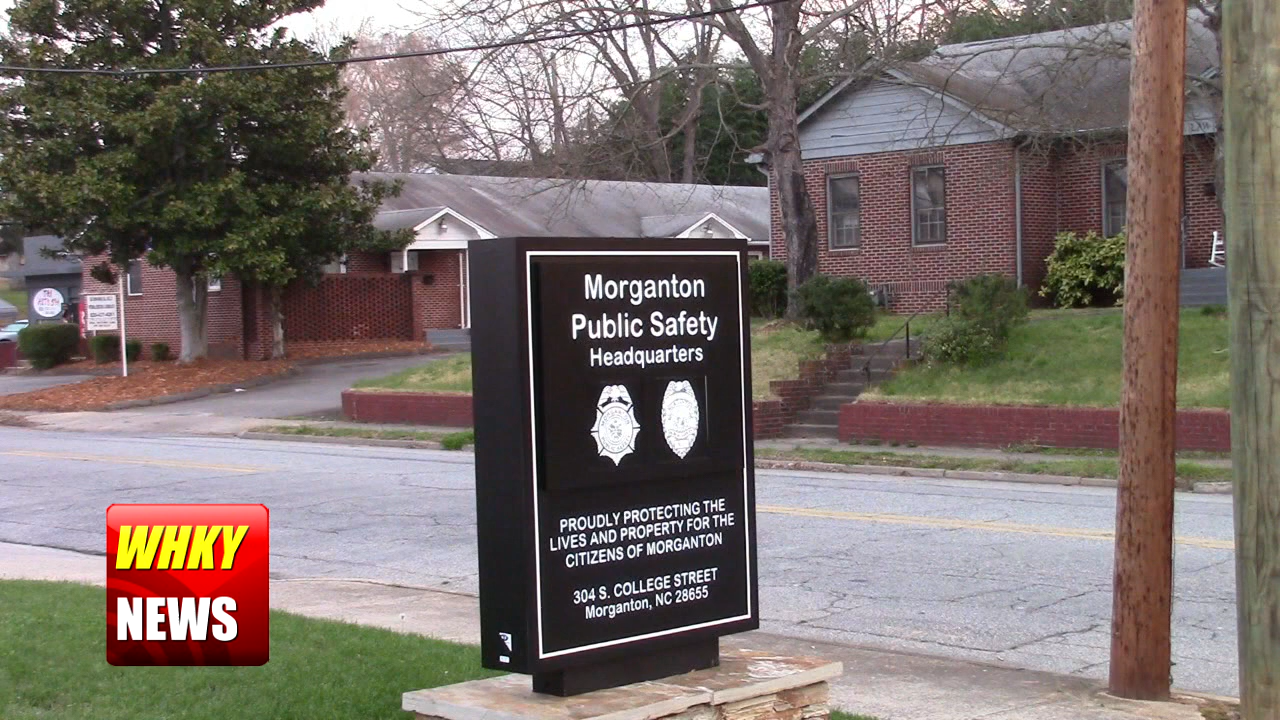 Morganton
Public Safety
Headquarters
PROUDLY PROTECTING THE
LIVES AND PROPERTY FOR THE
CITIZENS OF MORGANTON
304 S. COLLEGE STREET
Morganton, NC 28655
WHKY
NEWS